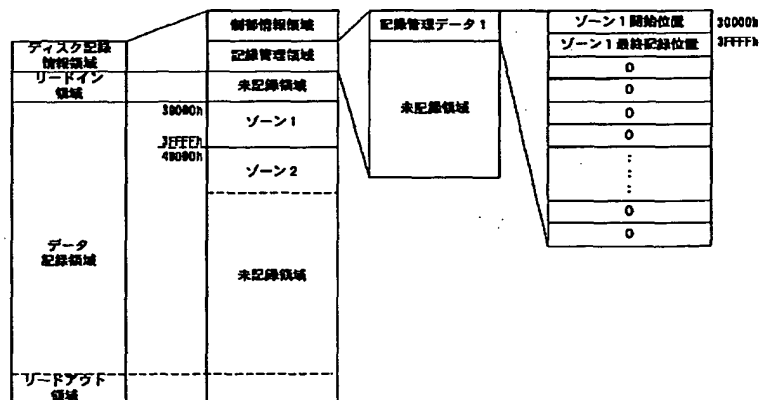 ディスク記録
情報領域
リードイン
領域
データ
記録領域
リードアウト
領域
制御情報領域
記録管理領域
未記録領域
30000h
ゾーン1
3FFFFh
40000h
ゾーン2
未記録領域
記録管理データ1
未記録領域
ゾーン1開始位置
30000h
ゾーン1最終記録位置
3FFFFh
0
0
0
0
⋮
⋮
0
0